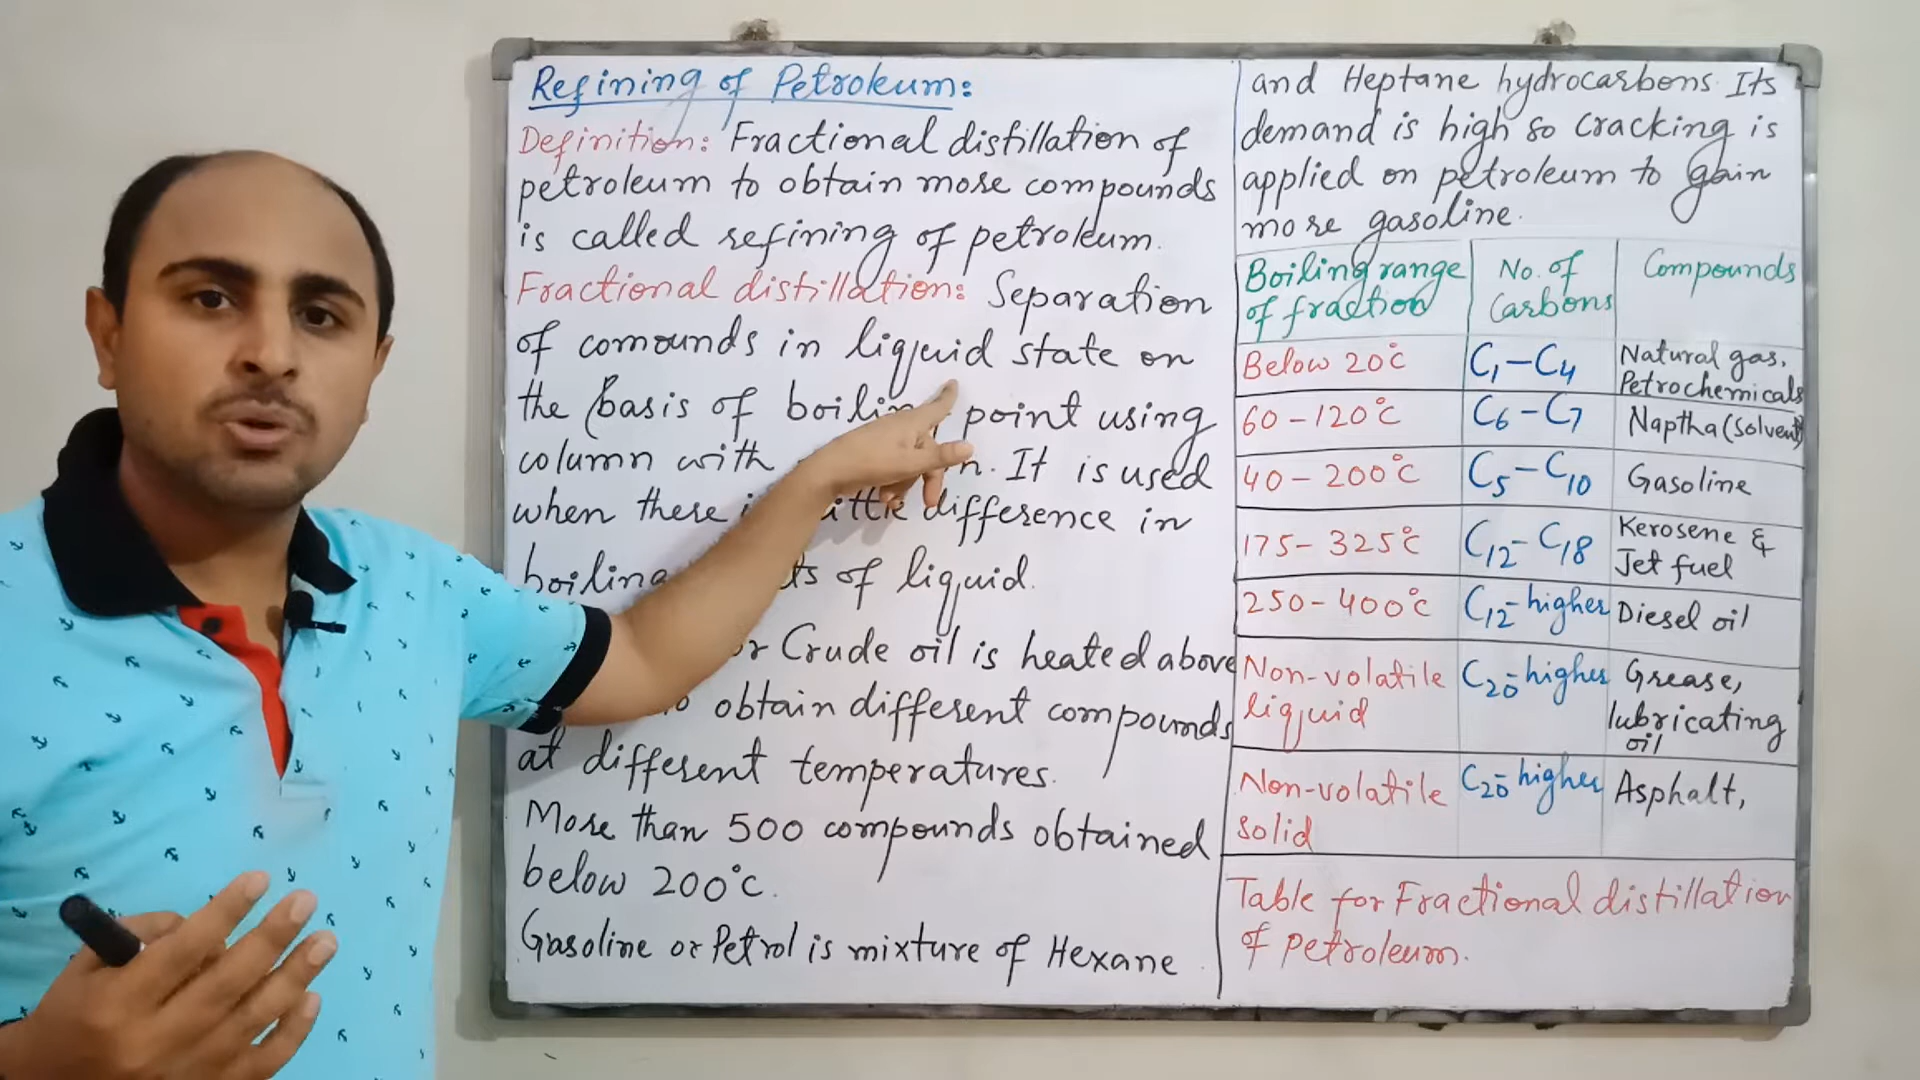 Refining of Petroleum:
Definition: Fractional distillation of
petroleum to obtain more compounds
is called refining of petroleum.
Fractional distillation: Separation
of comounds in liquid state on
the basis of boiling point using
column with
It is used
when there
little difference in
boiling
of liquid.
or Crude oil is heated above
obtain different compounds
at different temperatures.
More than 500 compounds obtained
below 200°c.
Gasoline or Petrol is mixture of Hexane
and Heptane hydrocarbons. Its
demand is high so cracking is
applied on petroleum to gain
more gasoline.
Boiling range of fraction No. of Carbons Compounds
Below 20°c C1-C4 Natural gas, Petrochemicals
60-120°c C6-C7 Naptha (Solvent)
40-200°c C5-C10 Gasoline
175-325°c C12-C18 Kerosene & Jet fuel
250-400°c C12-higher Diesel oil
Non-volatile liquid C20-higher Grease, lubricating oil
Non-volatile solid C20-higher Asphalt,
Table for Fractional distillation
of petroleum.